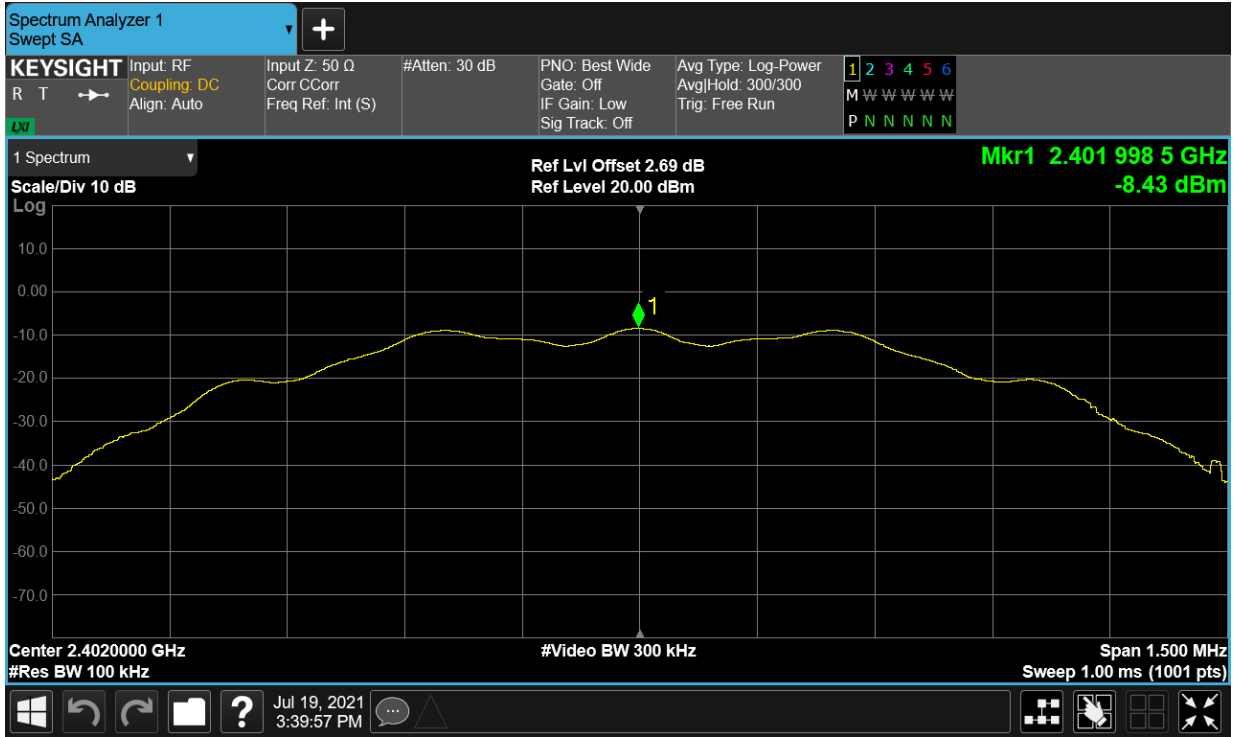 Spectrum Analyzer 1
Swept SA
KEYSIGHT
R T
LXI
Input: RF
Coupling: DC
Align: Auto
Input Z: 50 Ω
Corr CCorr
Freq Ref: Int (S)
#Atten: 30 dB
PNO: Best Wide
Gate: Off
IF Gain: Low
Sig Track: Off
Avg Type: Log-Power
Avg|Hold: 300/300
Trig: Free Run
1 2 3 4 5 6
M W W W W W
P N N N N N
1 Spectrum
Scale/Div 10 dB
Log
Ref Lvl Offset 2.69 dB
Ref Level 20.00 dBm
Mkr1 2.401 998 5 GHz
-8.43 dBm
10.0
0.00
1
-10.0
-20.0
-30.0
-40.0
-50.0
-60.0
-70.0
Center 2.4020000 GHz
#Video BW 300 kHz
Span 1.500 MHz
#Res BW 100 kHz
Sweep 1.00 ms (1001 pts)
?
Jul 19, 2021
3:39:57 PM